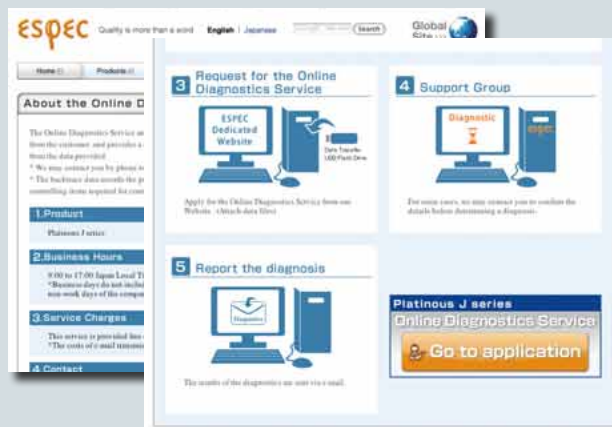 ESPEC Quality is more than a word English | Japanese Search Global
Site
Home Products
About the Online D
The Online Diagnostics Service
from the customer and provides a
from the data provided
* We may contact you by phone
* The backtrace data records the
controlling items required for
1.Product
Platinous J series
2.Business Hours
9:00 to 17:00 Japan Local
*Business days do not
non-work days of the
3.Service Charges
This service is provided
*The costs of e-mail
4.Contact
3 Request for the Online
Diagnostics Service
ESPEC
Dedicated
Website
Data Transfer
USB Flash Drive
Apply for the Online Diagnostics Service from our
Website. (Attach data files)
4 Support Group
Diagnostic
espec
For some cases, we may contact you to confirm the
details before determining a diagnosis.
5 Report the diagnosis
Diagnostics
The results of the diagnostics are sent via e-mail.
Platinous J series
Online Diagnostics Service
Go to application